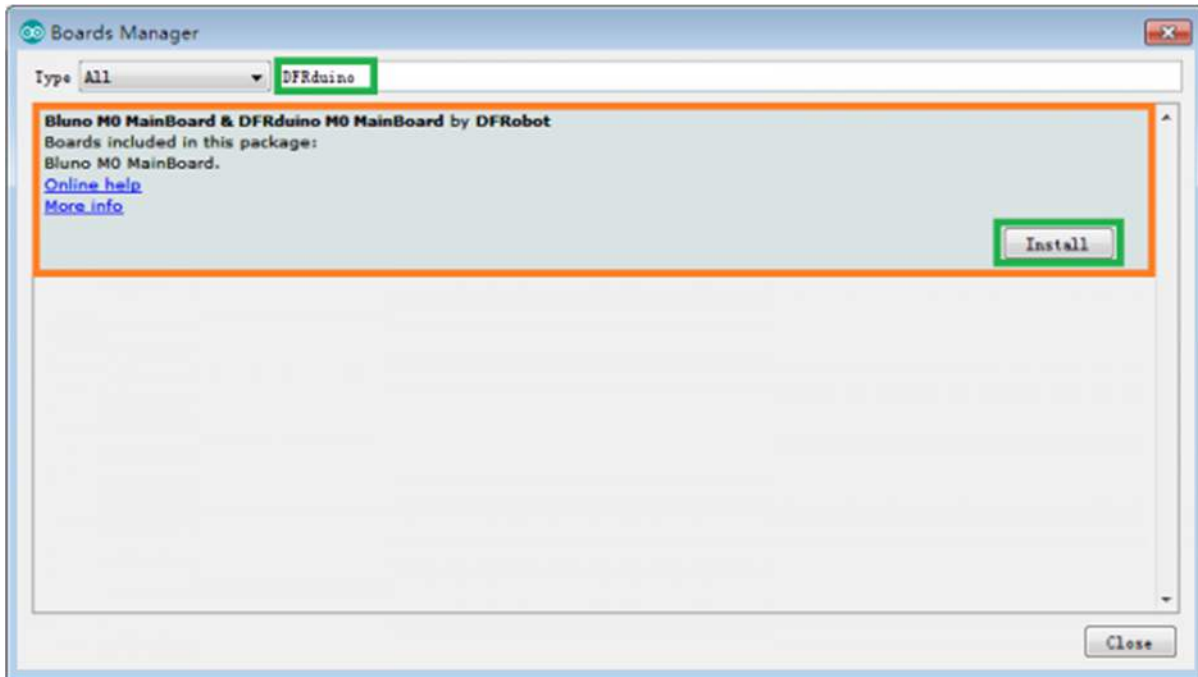 Boards Manager
Type All DFRduino
Bluno M0 MainBoard & DFRduino M0 MainBoard by DFRobot
Boards included in this package:
Bluno M0 MainBoard.
Online help
More info
Install
Close